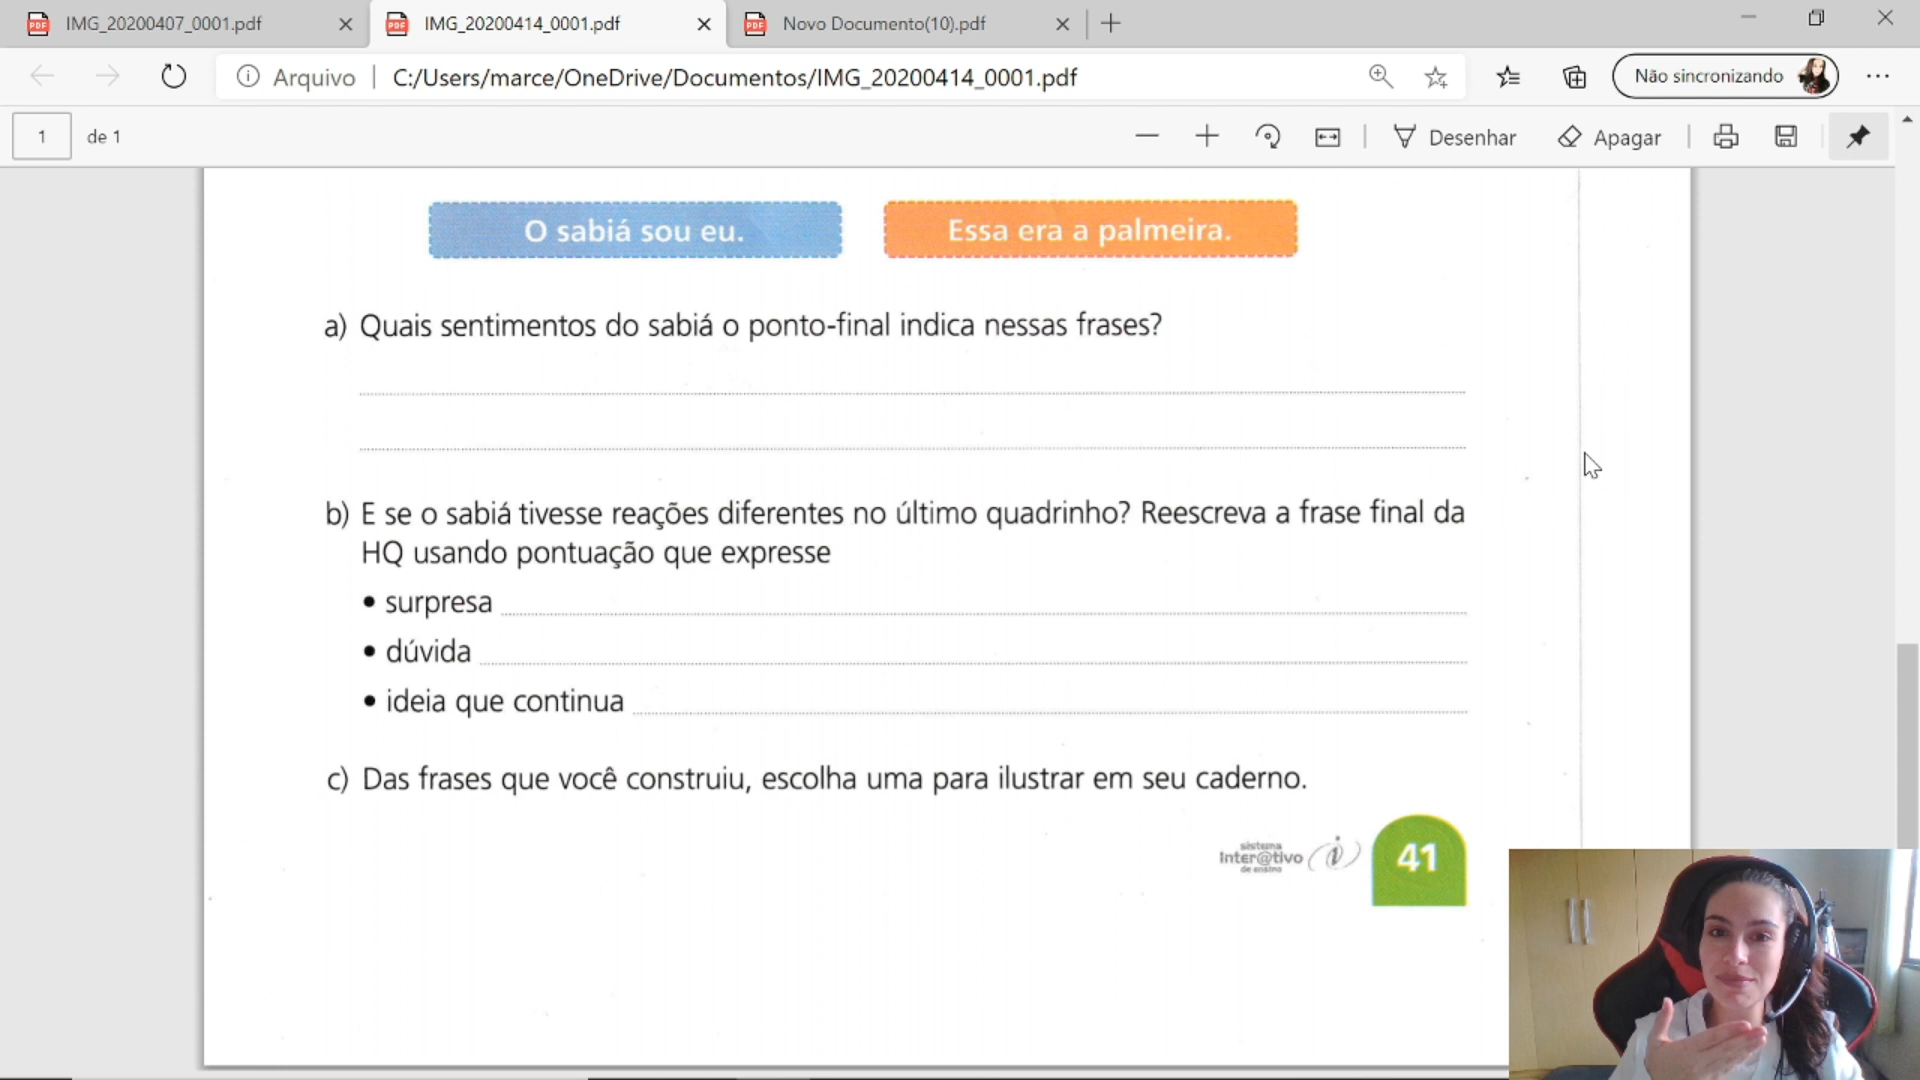 IMG_20200407_0001.pdf
IMG_20200414_0001.pdf
Novo Documento(10).pdf
Arquivo
C:/Users/marce/OneDrive/Documentos/IMG_20200414_0001.pdf
Não sincronizando
1
de 1
Desenhar
Apagar
O sabiá sou eu.
Essa era a palmeira.
a) Quais sentimentos do sabiá o ponto-final indica nessas frases?
b) E se o sabiá tivesse reações diferentes no último quadrinho? Reescreva a frase final da
HQ usando pontuação que expresse
• surpresa
• dúvida
• ideia que continua
c) Das frases que você construiu, escolha uma para ilustrar em seu caderno.
sistema
inter@tivo
de ensino
i
41